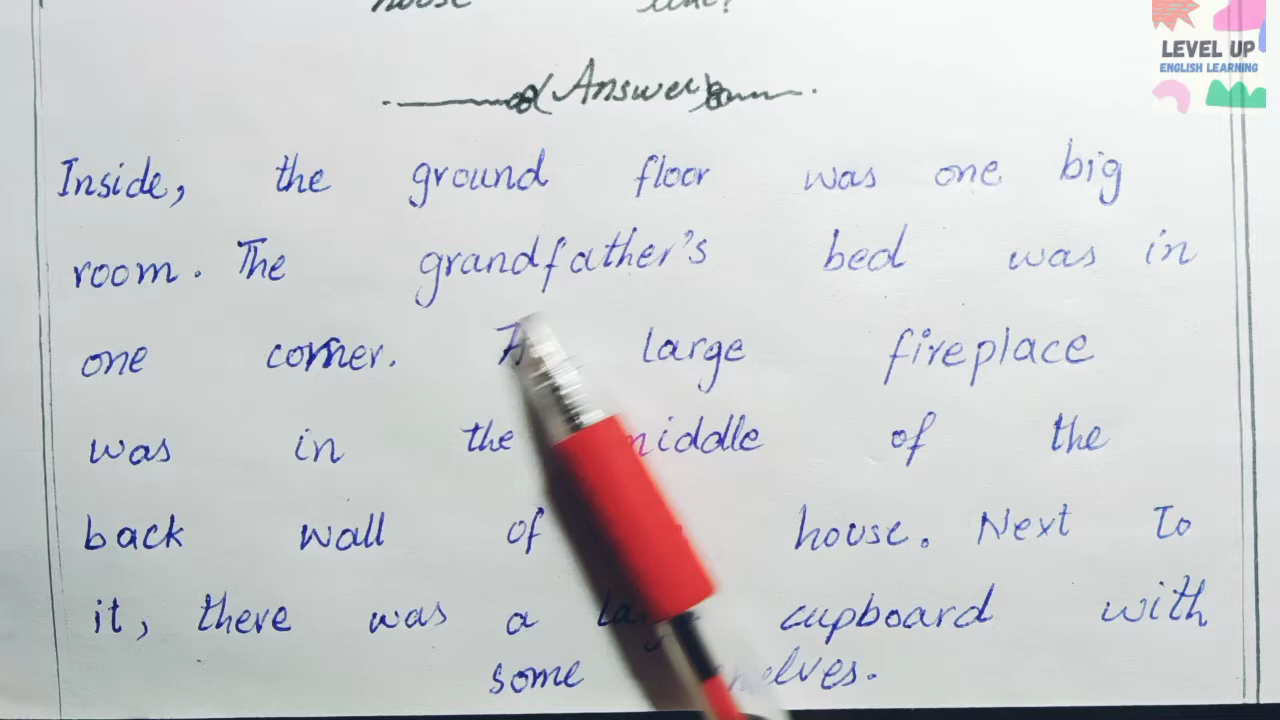 house
LEVEL UP
ENGLISH LEARNING
Answer
Inside, the ground floor was one big
room. The grandfather's bed was in
one corner. A large fireplace
was in the middle of the
back wall of house. Next to
it, there was a cupboard with
some